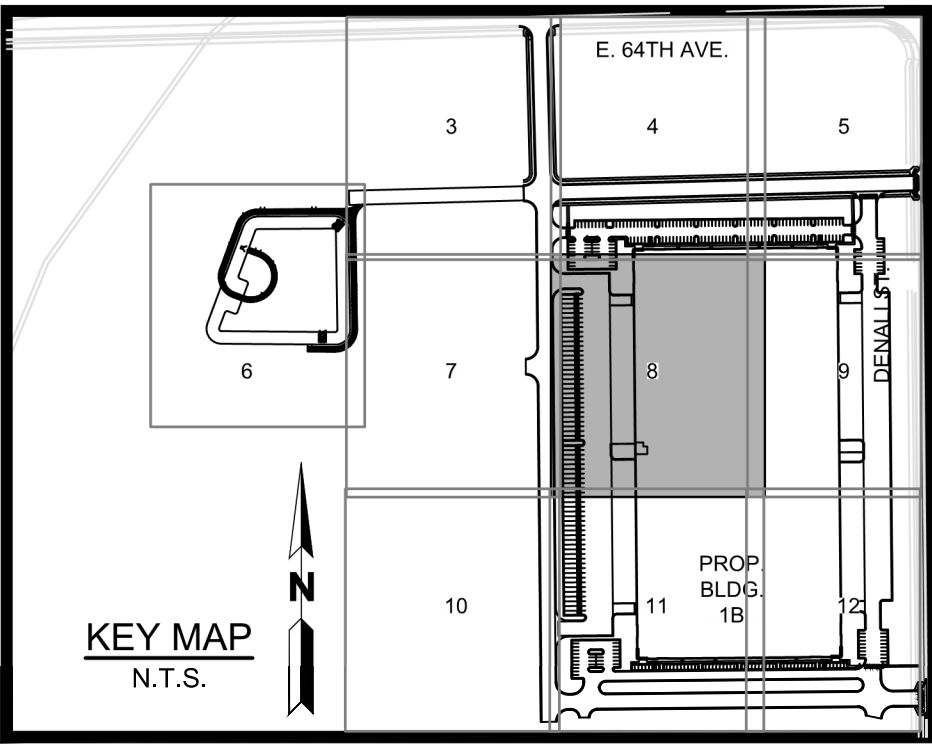 E. 64TH AVE.
3
4
5
6
7
8
9
DENALI ST.
10
11
12
PROP.
BLDG.
1B
N
KEY MAP
N.T.S.